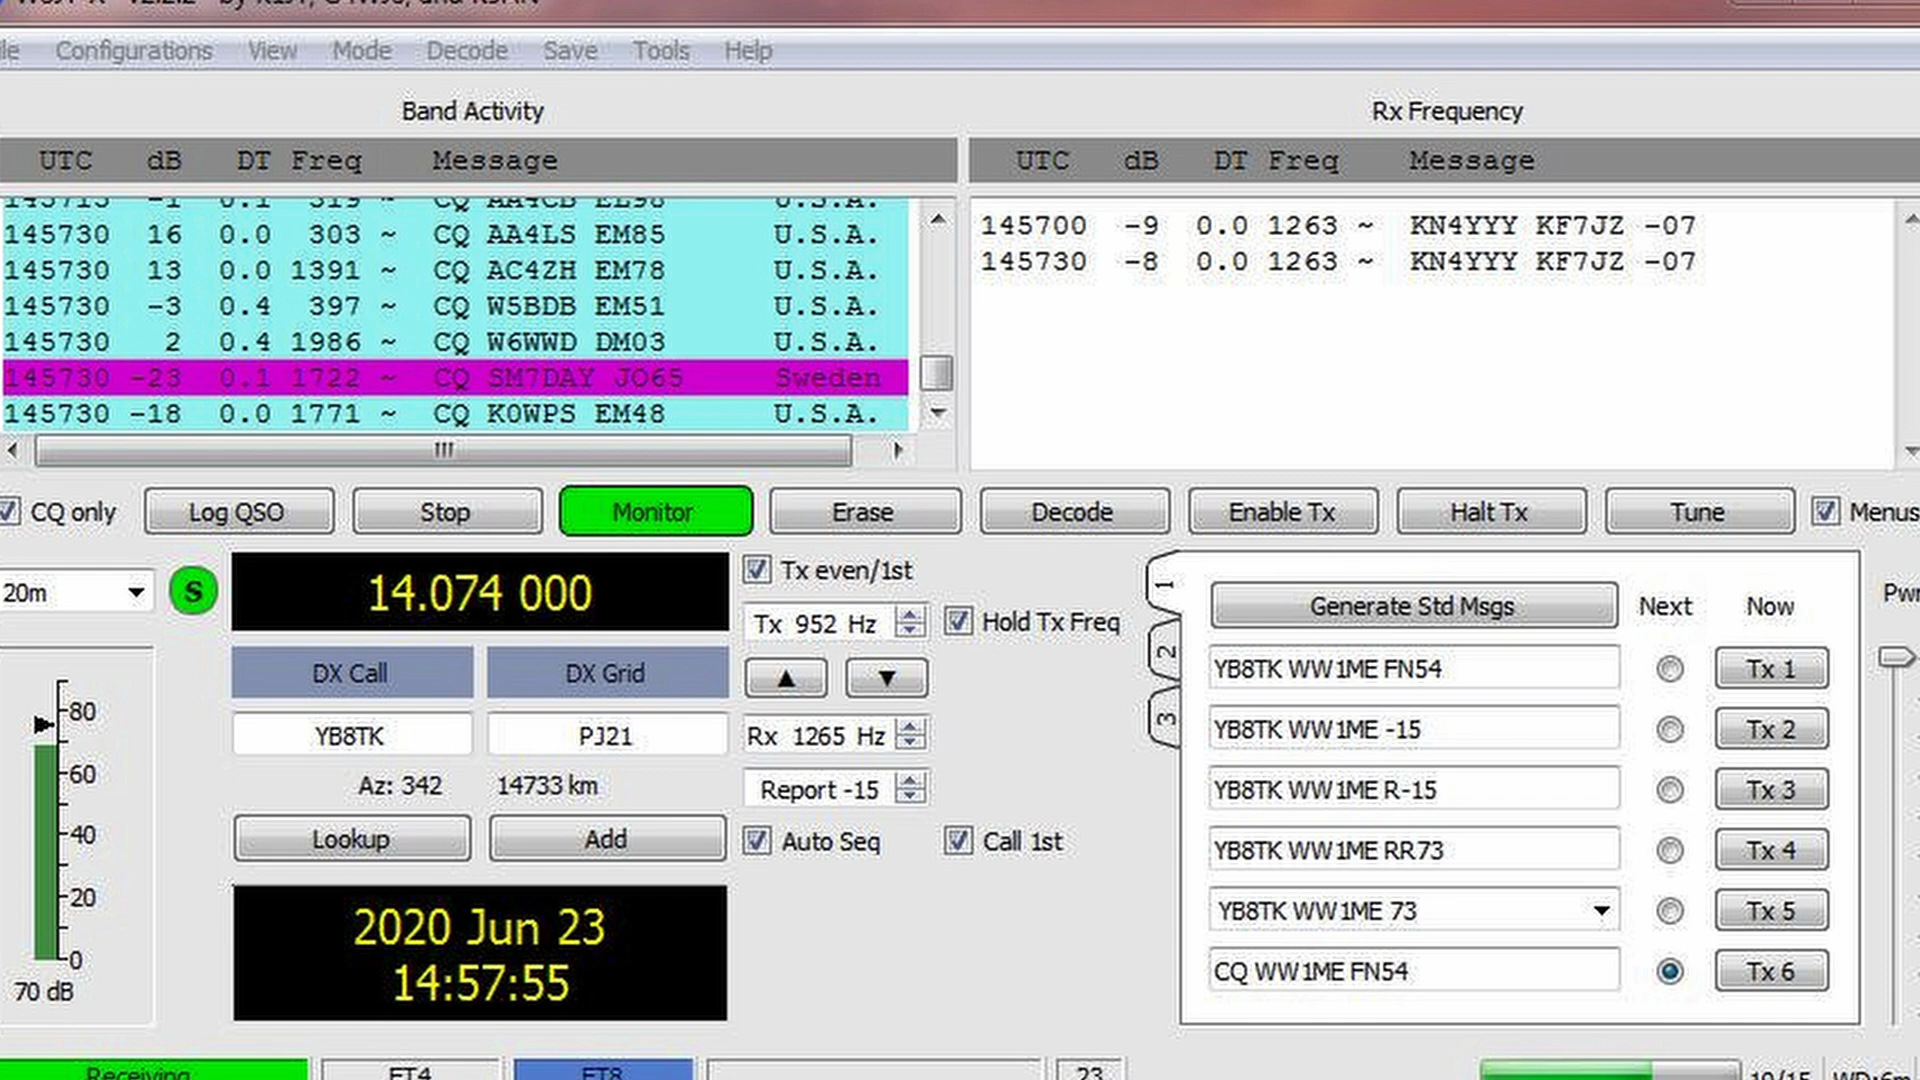 Configurations View Mode Decode Save Tools Help
Band Activity
Rx Frequency
UTC dB DT Freq Message
UTC dB DT Freq Message
145730 16 0.0 303 ~ CQ AA4LS EM85 U.S.A.
145730 13 0.0 1391 ~ CQ AC4ZH EM78 U.S.A.
145730 -3 0.4 397 ~ CQ W5BDB EM51 U.S.A.
145730 2 0.4 1986 ~ CQ W6WWD DM03 U.S.A.
145730 -23 0.1 1722 ~ CQ SM7DAY JO65 Sweden
145730 -18 0.0 1771 ~ CQ K0WPS EM48 U.S.A.
145700 -9 0.0 1263 ~ KN4YYY KF7JZ -07
145730 -8 0.0 1263 ~ KN4YYY KF7JZ -07
CQ only Log QSO Stop Monitor Erase Decode Enable Tx Halt Tx Tune Menus
20m S
14.074 000
DX Call DX Grid
YB8TK PJ21
Az: 342 14733 km
Lookup Add
2020 Jun 23
14:57:55
80
60
40
20
0
70 dB
Tx even/1st
Tx 952 Hz Hold Tx Freq
Rx 1265 Hz
Report -15
Auto Seq Call 1st
1
2
3
Generate Std Msgs Next Now
YB8TK WW1ME FN54 Tx 1
YB8TK WW1ME -15 Tx 2
YB8TK WW1ME R-15 Tx 3
YB8TK WW1ME RR73 Tx 4
YB8TK WW1ME 73 Tx 5
CQ WW1ME FN54 Tx 6
Pwr
Receiving FT4 FT8 23 10/15 WD:6m